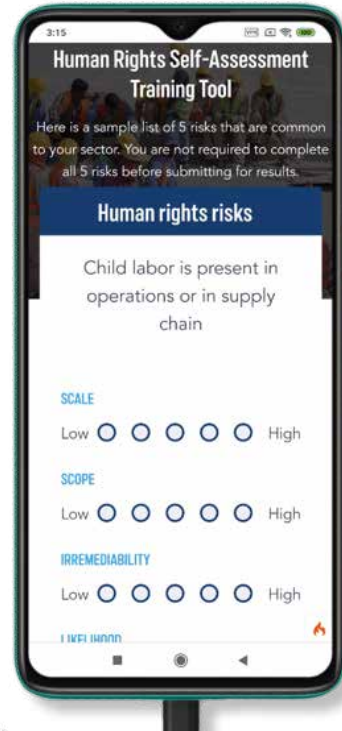 3:15
Human Rights Self-Assessment
Training Tool
Here is a sample list of 5 risks that are common
to your sector. You are not required to complete
all 5 risks before submitting for results.
Human rights risks
Child labor is present in
operations or in supply
chain
SCALE
Low High
SCOPE
Low High
IRREMEDIABILITY
Low High
LIKELIHOOD